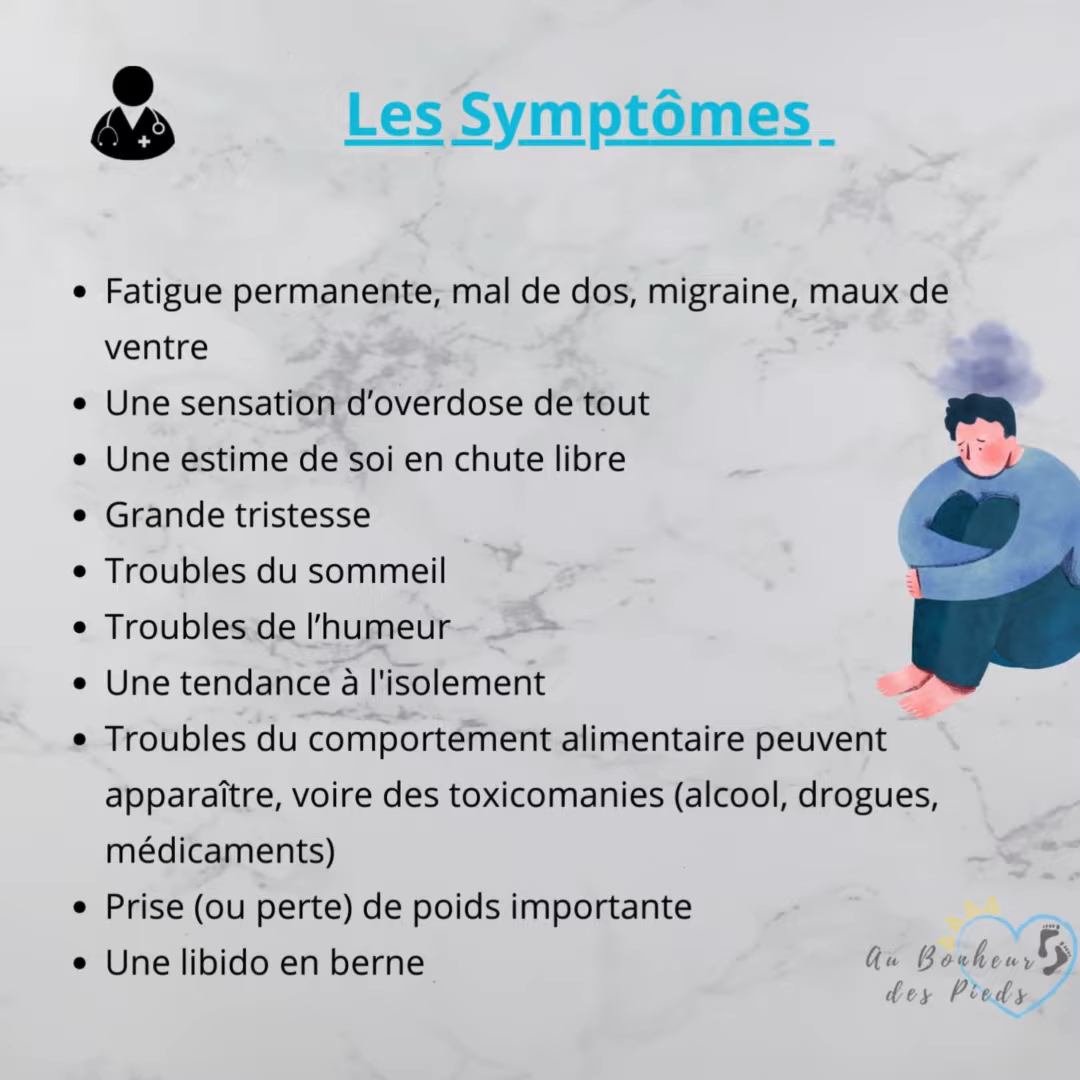 Les Symptômes
• Fatigue permanente, mal de dos, migraine, maux de
ventre
• Une sensation d’overdose de tout
• Une estime de soi en chute libre
• Grande tristesse
• Troubles du sommeil
• Troubles de l’humeur
• Une tendance à l'isolement
• Troubles du comportement alimentaire peuvent
apparaître, voire des toxicomanies (alcool, drogues,
médicaments)
• Prise (ou perte) de poids importante
• Une libido en berne
Au Bonheur
des Pieds